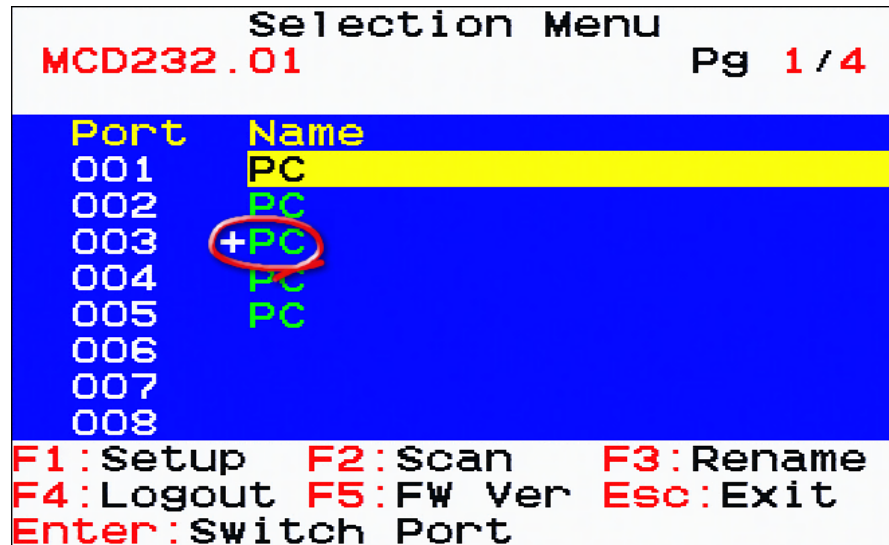 Selection Menu
MCD232.01 Pg 1/4
Port Name
001 PC
002 PC
003 +PC
004 PC
005 PC
006
007
008
F1:Setup F2:Scan F3:Rename
F4:Logout F5:FW Ver Esc:Exit
Enter:Switch Port